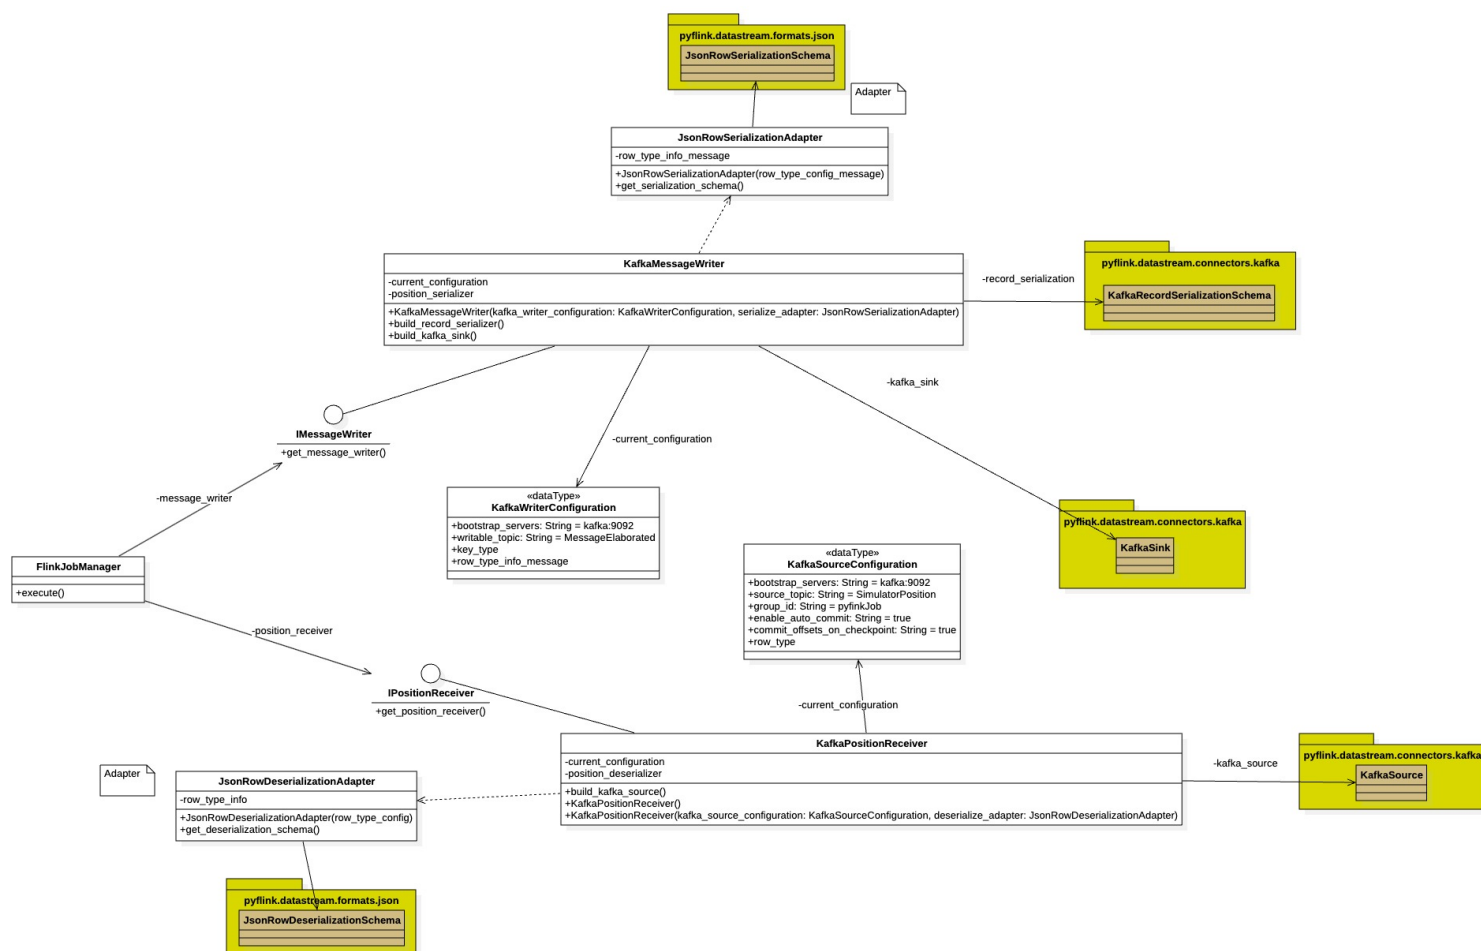 pyflink.datastream.formats.json
JsonRowSerializationSchema
Adapter
JsonRowSerializationAdapter
-row_type_info_message
+JsonRowSerializationAdapter(row_type_config_message)
+get_serialization_schema()
KafkaMessageWriter
-current_configuration
-position_serializer
+KafkaMessageWriter(kafka_writer_configuration: KafkaWriterConfiguration, serialize_adapter: JsonRowSerializationAdapter)
+build_record_serializer()
+build_kafka_sink()
-record_serialization
pyflink.datastream.connectors.kafka
KafkaRecordSerializationSchema
-kafka_sink
IMessageWriter
+get_message_writer()
-current_configuration
-message_writer
«dataType»
KafkaWriterConfiguration
+bootstrap_servers: String = kafka:9092
+writable_topic: String = MessageElaborated
+key_type
+row_type_info_message
pyflink.datastream.connectors.kafka
KafkaSink
FlinkJobManager
+execute()
«dataType»
KafkaSourceConfiguration
+bootstrap_servers: String = kafka:9092
+source_topic: String = SimulatorPosition
+group_id: String = pyfinkJob
+enable_auto_commit: String = true
+commit_offsets_on_checkpoint: String = true
+row_type
-position_receiver
IPositionReceiver
+get_position_receiver()
-current_configuration
KafkaPositionReceiver
-current_configuration
-position_deserializer
+build_kafka_source()
+KafkaPositionReceiver()
+KafkaPositionReceiver(kafka_source_configuration: KafkaSourceConfiguration, deserialize_adapter: JsonRowDeserializationAdapter)
-kafka_source
pyflink.datastream.connectors.kafka
KafkaSource
Adapter
JsonRowDeserializationAdapter
-row_type_info
+JsonRowDeserializationAdapter(row_type_config)
+get_deserialization_schema()
pyflink.datastream.formats.json
JsonRowDeserializationSchema